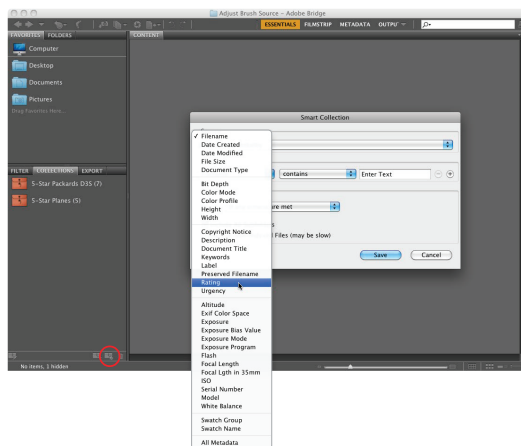 Adjust Brush Source – Adobe Bridge
ESSENTIALS FILMSTRIP METADATA OUTPUT
FAVORITES FOLDERS
CONTENT
Computer
Desktop
Documents
Pictures
Drag Favorites Here...
Smart Collection
✓ Filename
Date Created
Date Modified
File Size
Document Type
contains
Enter Text
Bit Depth
Color Mode
Color Profile
Height
Width
are met
Copyright Notice
Description
Document Title
Files (may be slow)
Keywords
Label
Preserved Filename
Rating
Urgency
Save
Cancel
FILTER COLLECTIONS EXPORT
5-Star Packards D3S (7)
5-Star Planes (5)
Altitude
Exif Color Space
Exposure
Exposure Bias Value
Exposure Mode
Exposure Program
Flash
Focal Length
Focal Lgth in 35mm
ISO
Serial Number
Model
White Balance
Swatch Group
Swatch Name
All Metadata
No items, 1 hidden